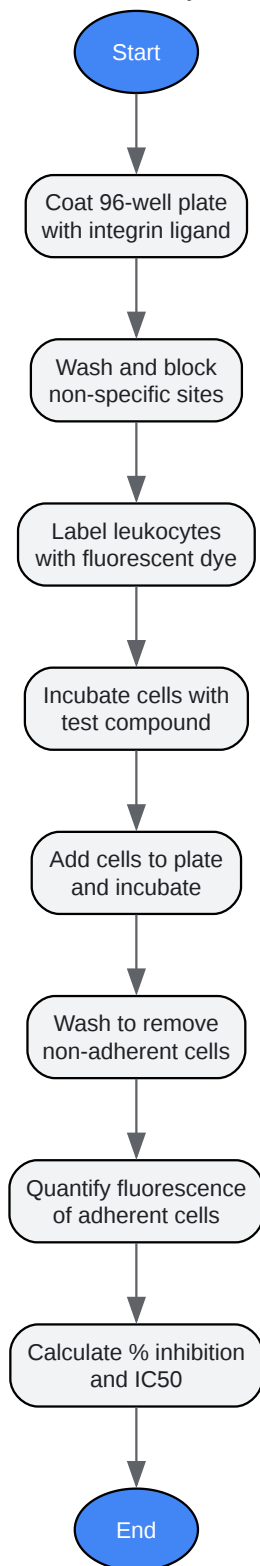 Start
Coat 96-well plate
with integrin ligand
Wash and block
non-specific sites
Label leukocytes
with fluorescent dye
Incubate cells with
test compound
Add cells to plate
and incubate
Wash to remove
non-adherent cells
Quantify fluorescence
of adherent cells
Calculate % inhibition
and IC50
End